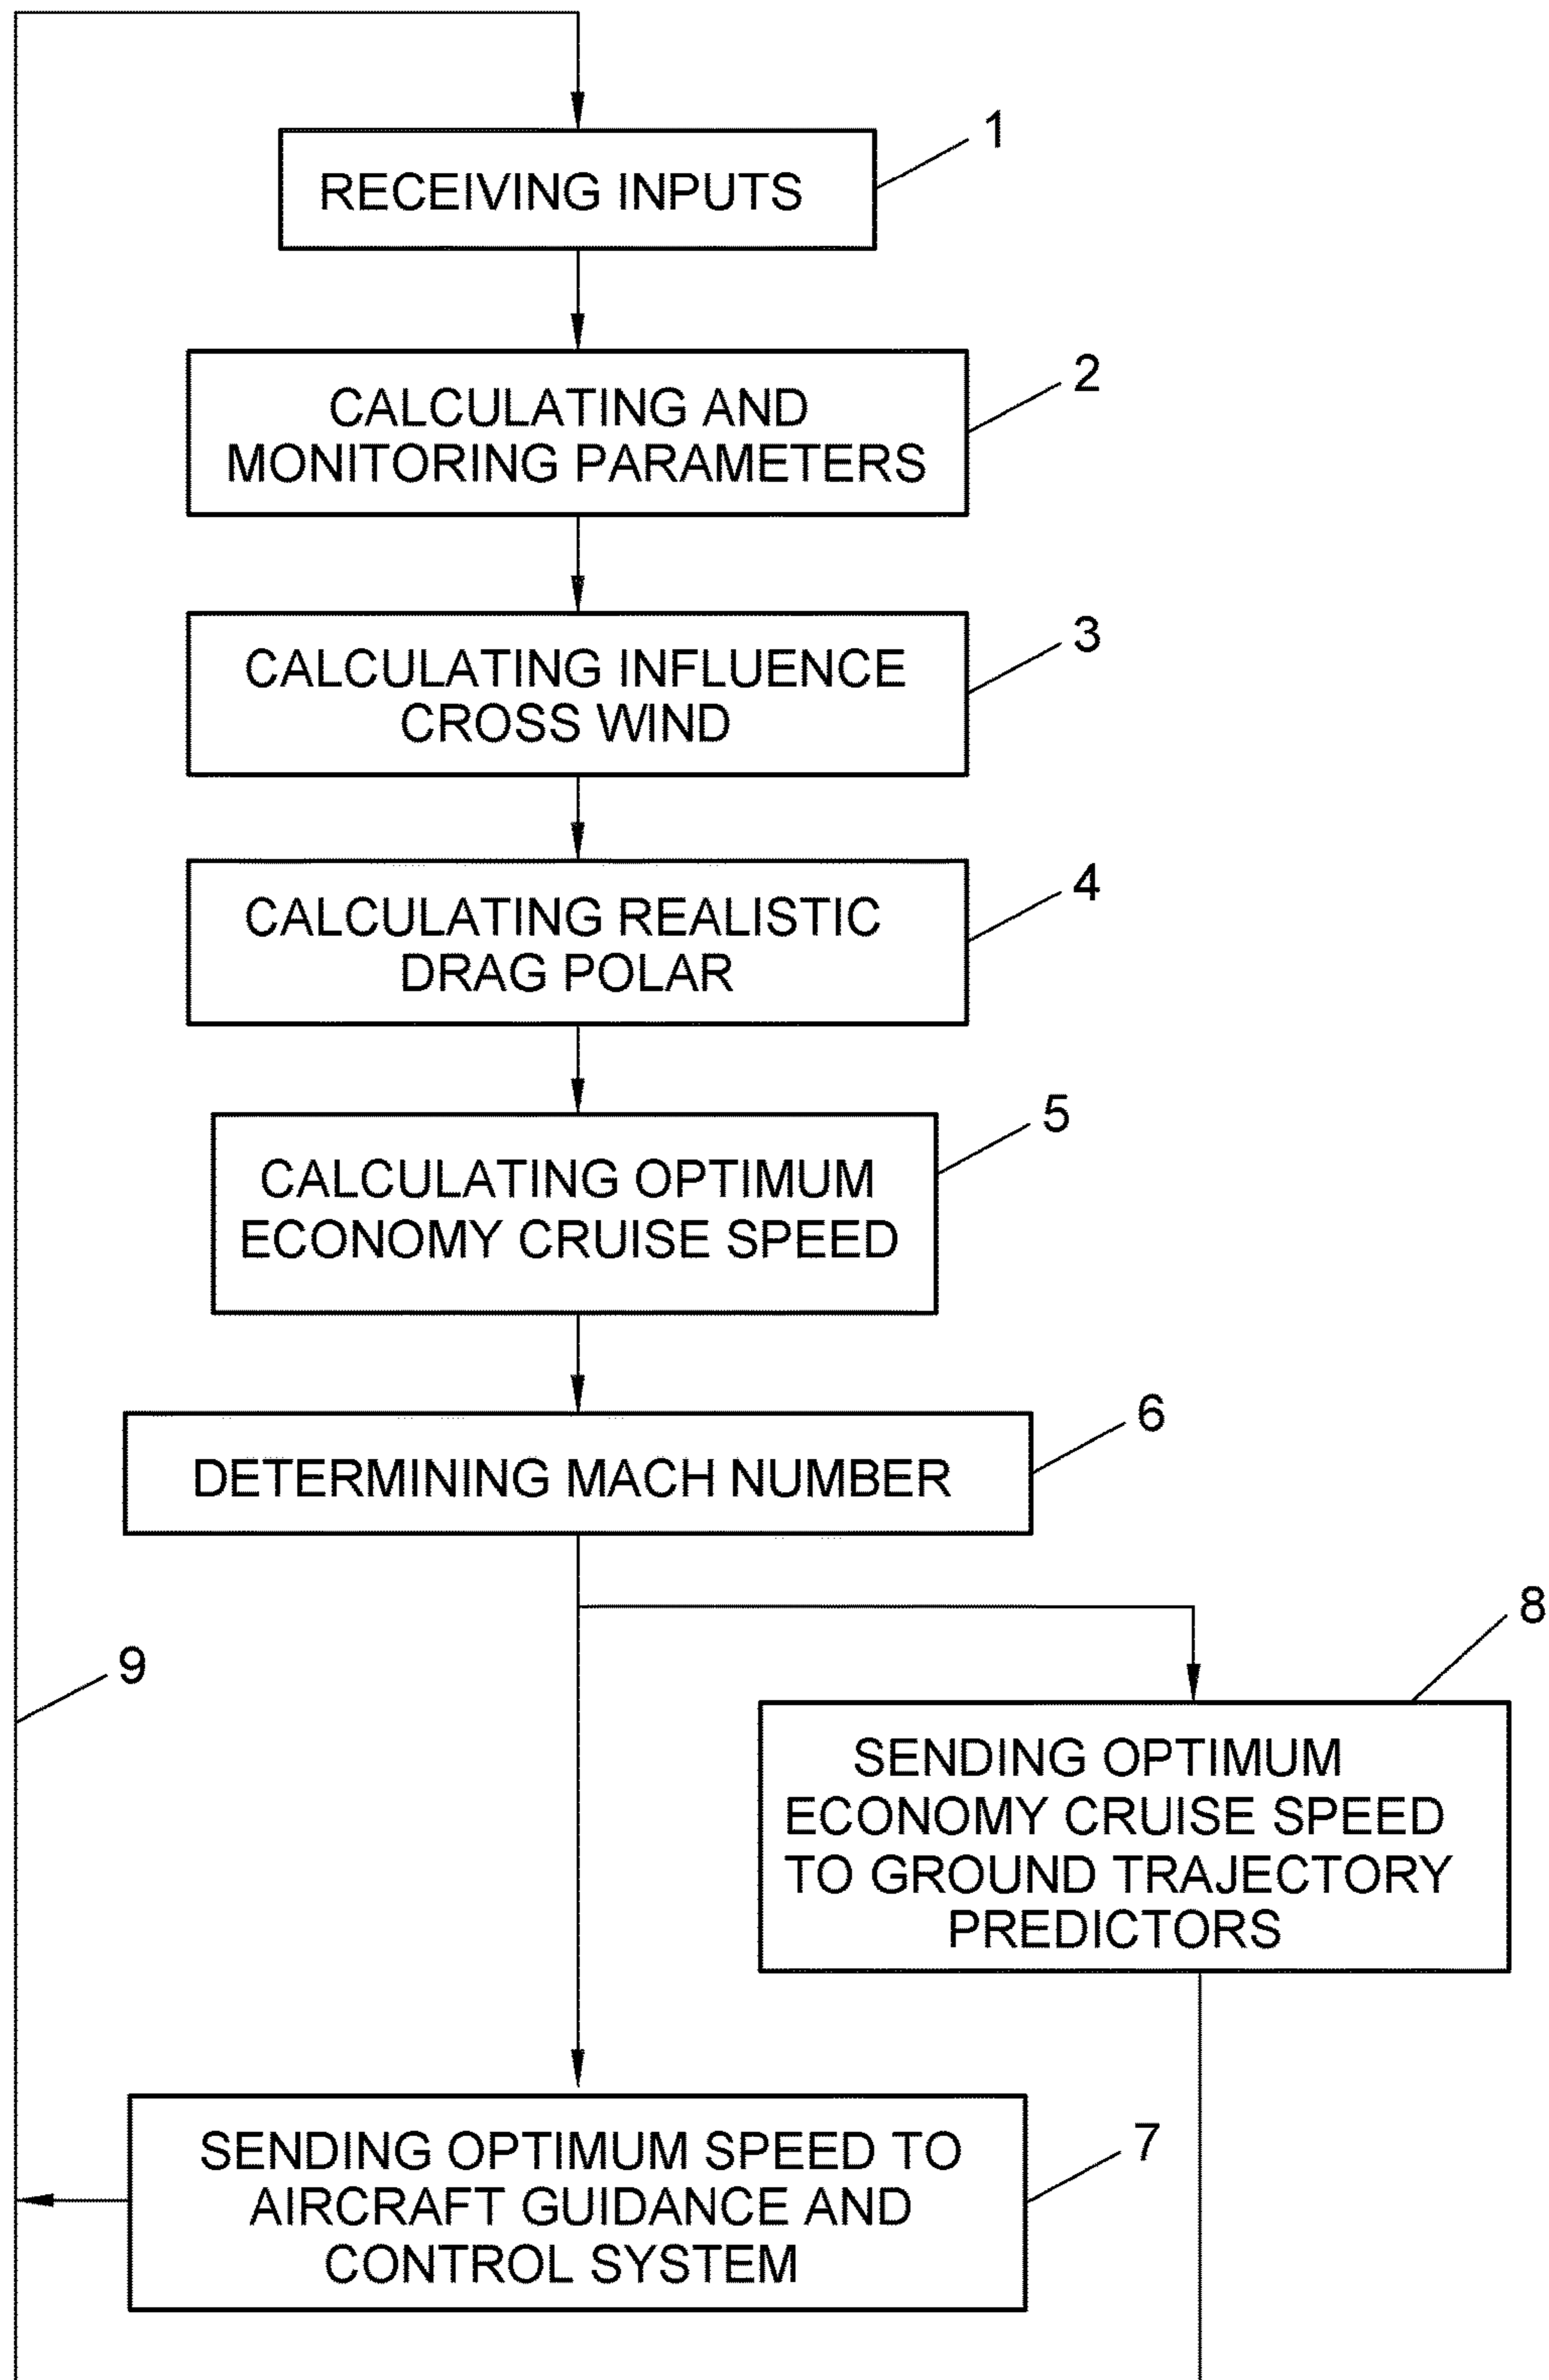 1
RECEIVING INPUTS
2
CALCULATING AND
MONITORING PARAMETERS
3
CALCULATING INFLUENCE
CROSS WIND
4
CALCULATING REALISTIC
DRAG POLAR
5
CALCULATING OPTIMUM
ECONOMY CRUISE SPEED
6
DETERMINING MACH NUMBER
8
9
SENDING OPTIMUM
ECONOMY CRUISE SPEED
TO GROUND TRAJECTORY
PREDICTORS
7
SENDING OPTIMUM SPEED TO
AIRCRAFT GUIDANCE AND
CONTROL SYSTEM